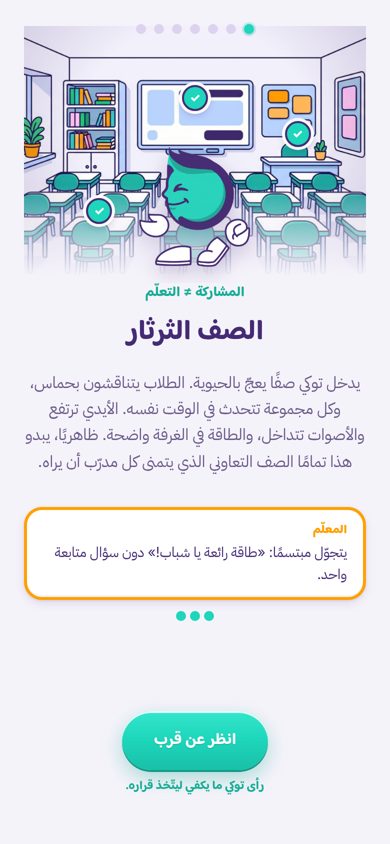 المشاركة ≠ التعلّم
الصف الثرثار
يدخل توكي صفًا يعجّ بالحيوية. الطلاب يتناقشون بحماس،
وكل مجموعة تتحدث في الوقت نفسه. الأيدي ترتفع
والأصوات تتداخل، والطاقة في الغرفة واضحة. ظاهريًا، يبدو
هذا تمامًا الصف التعاوني الذي يتمنى كل مدرّب أن يراه.
المعلّم
يتجوّل مبتسمًا: «طاقة رائعة يا شباب!» دون سؤال متابعة
واحد.
انظر عن قرب
رأى توكي ما يكفي ليتّخذ قراره.